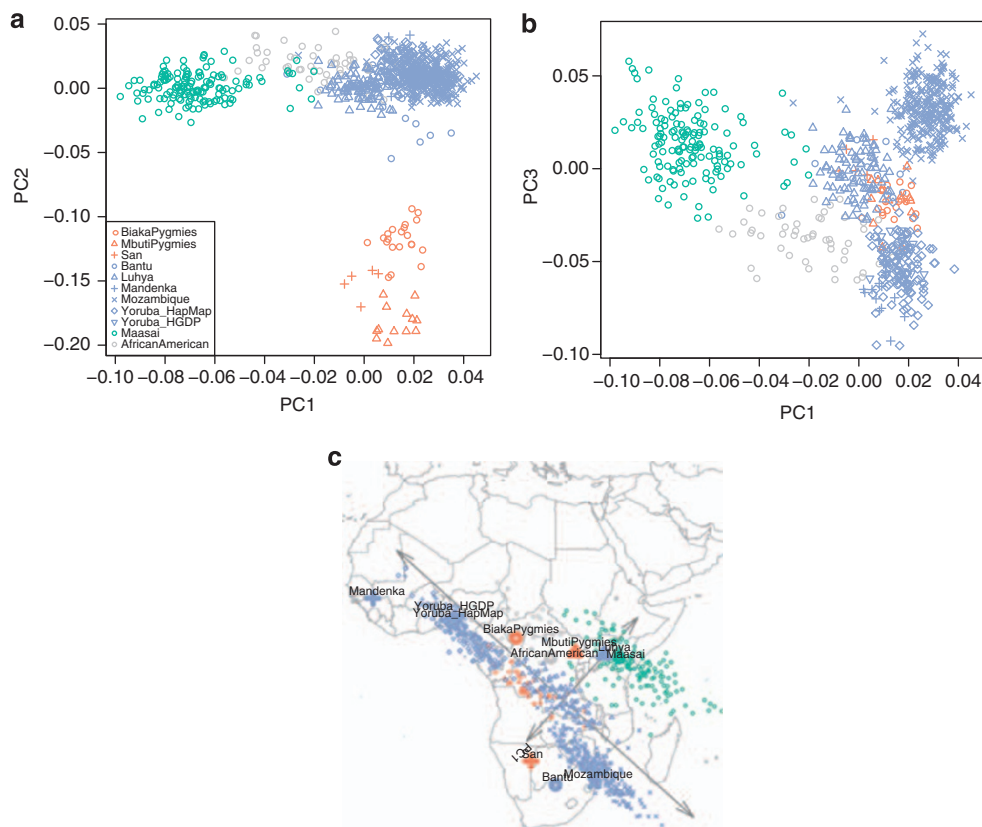 a
0.05
0.00
−0.05
−0.10
−0.15
−0.20
PC2
BiakaPygmies
MbutiPygmies
San
Bantu
Luhya
Mandenka
Mozambique
Yoruba_HapMap
Yoruba_HGDP
Maasai
AfricanAmerican
−0.10 −0.08 −0.06 −0.04 −0.02 0.00 0.02 0.04
PC1
b
0.05
0.00
−0.05
−0.10
PC3
−0.10 −0.08 −0.06 −0.04 −0.02 0.00 0.02 0.04
PC1
c
Mandenka
Yoruba_HGDP
Yoruba_HapMap
BiakaPygmies
MbutiPygmies
Luhya
AfricanAmerican
Maasai
PC1
San
Bantu
Mozambique